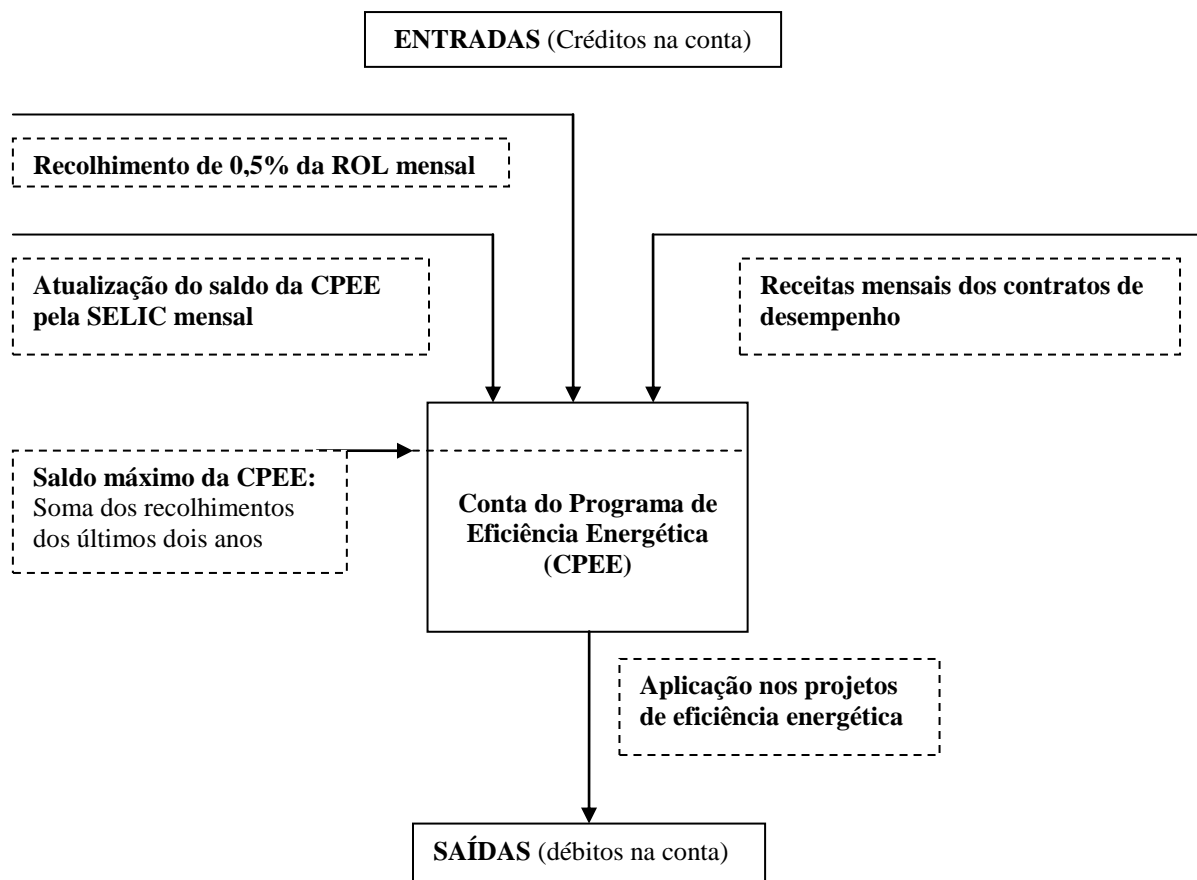 ENTRADAS (Créditos na conta)
Recolhimento de 0,5% da ROL mensal
Atualização do saldo da CPEE
pela SELIC mensal
Receitas mensais dos contratos de
desempenho
Saldo máximo da CPEE:
Soma dos recolhimentos
dos últimos dois anos
Conta do Programa de
Eficiência Energética
(CPEE)
Aplicação nos projetos
de eficiência energética
SAÍDAS (débitos na conta)